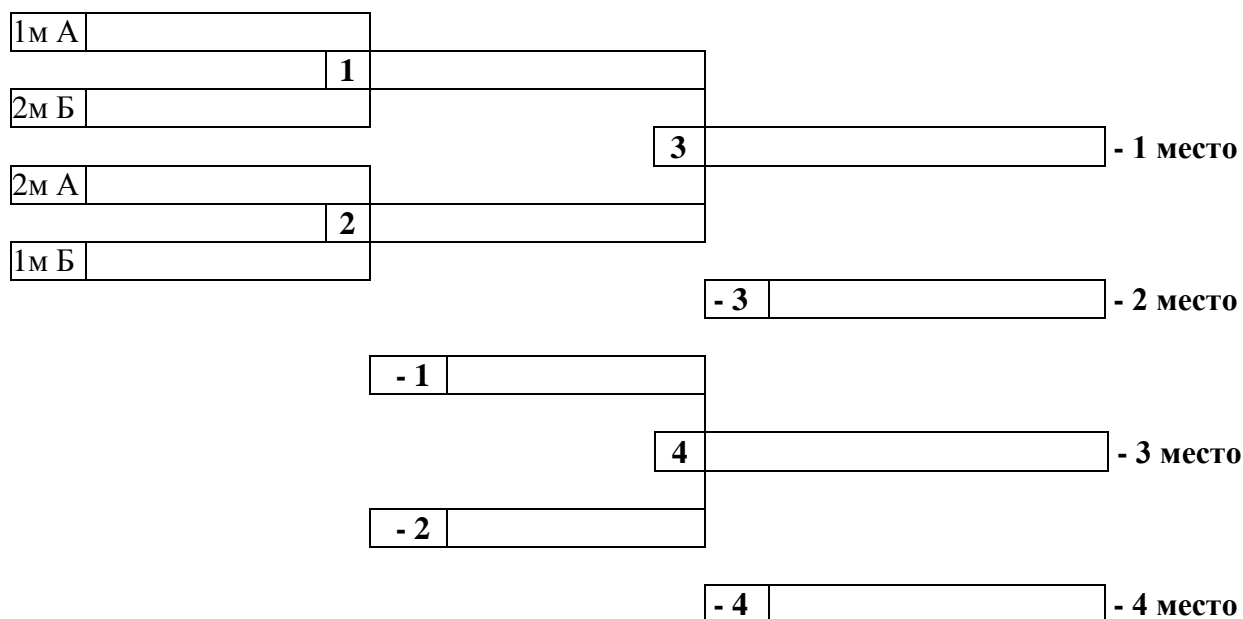 1м А
1
2м Б
3 - 1 место
2м А
2
1м Б
- 3 - 2 место
- 1
4 - 3 место
- 2
- 4 - 4 место